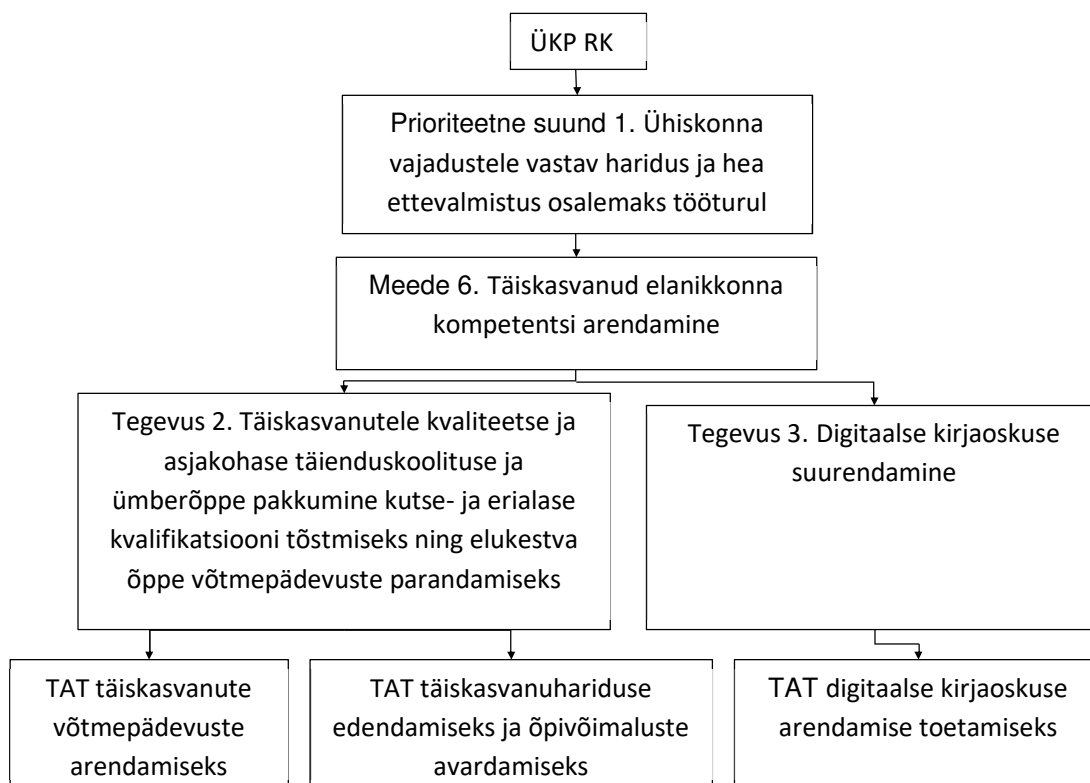 ÜKP RK
Prioriteetne suund 1. Ühiskonna
vajadustele vastav haridus ja hea
ettevalmistus osalemaks tööturul
Meede 6. Täiskasvanud elanikkonna
kompetentsi arendamine
Tegevus 2. Täiskasvanutele kvaliteetse ja
asjakohase täienduskoolituse ja
ümberõppe pakkumine kutse- ja erialase
kvalifikatsiooni tõstmiseks ning elukestva
õppe võtmepädevuste parandamiseks
Tegevus 3. Digitaalse kirjaoskuse
suurendamine
TAT täiskasvanute
võtmepädevuste
arendamiseks
TAT täiskasvanuhariduse
edendamiseks ja õpivõimaluste
avardamiseks
TAT digitaalse kirjaoskuse
arendamise toetamiseks